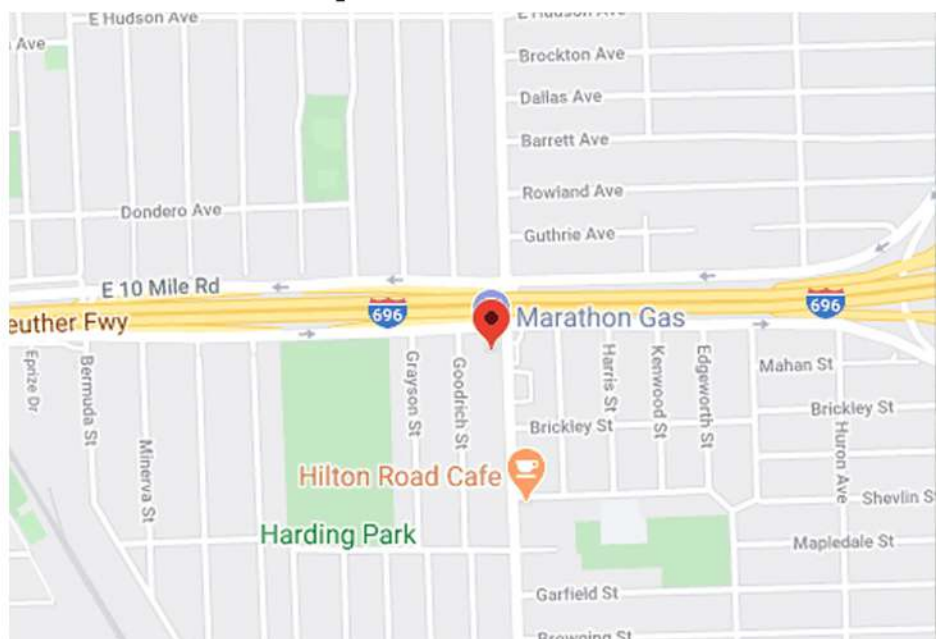 E Hudson Ave
E Hudson Ave
Ave
Brockton Ave
Dallas Ave
Barrett Ave
Rowland Ave
Dondero Ave
Guthrie Ave
E 10 Mile Rd
696
696
euther Fwy
Marathon Gas
Eprize Dr
Bermuda St
Minerva St
Grayson St
Goodrich St
Harris St
Kenwood St
Edgeworth St
Mahan St
Brickley St
Brickley St
Huron Ave
Hilton Road Cafe
Shevlin S
Harding Park
Mapledale St
Garfield St
Browning St